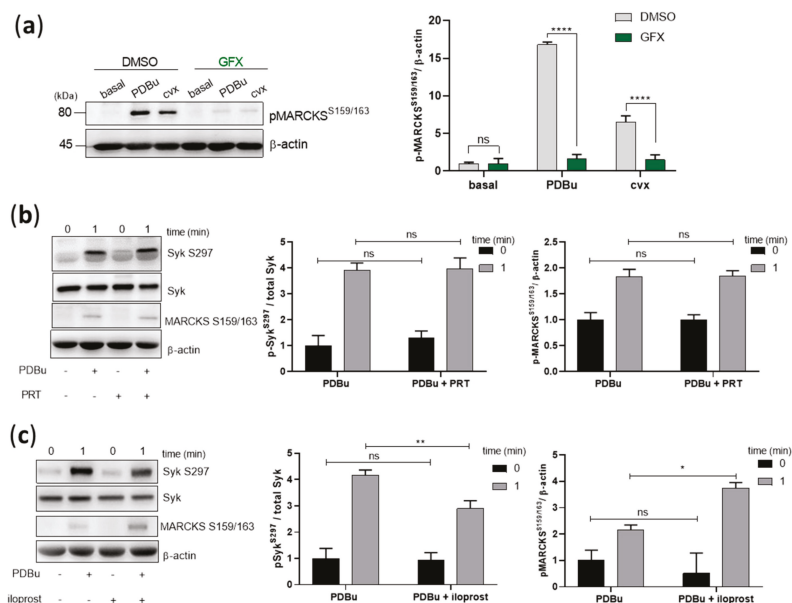 (a)
DMSO GFX
basal PDBu cvx basal PDBu cvx
(kDa)
80 pMARCKS^S159/163
45 β-actin
p-MARCKS^S159/163/ β-actin
20
15
10
5
0
**** ****
ns
basal PDBu cvx
DMSO
GFX
(b)
0 1 0 1 time (min)
Syk S297
Syk
MARCKS S159/163
β-actin
PDBu - + - +
PRT - - + +
p-Syk^S297 / total Syk
5
4
3
2
1
0
ns
ns
PDBu PDBu + PRT
time (min)
0
1
p-MARCKS^S159/163/ β-actin
2.5
2.0
1.5
1.0
0.5
0.0
ns
ns
PDBu PDBu + PRT
time (min)
0
1
(c)
0 1 0 1 time (min)
Syk S297
Syk
MARCKS S159/163
β-actin
PDBu - + - +
iloprost - - + +
pSyk^S297 / total Syk
5
4
3
2
1
0
**
ns
PDBu PDBu + iloprost
time (min)
0
1
pMARCKS^S159/163/ β-actin
5
4
3
2
1
0
*
ns
PDBu PDBu + iloprost
time (min)
0
1